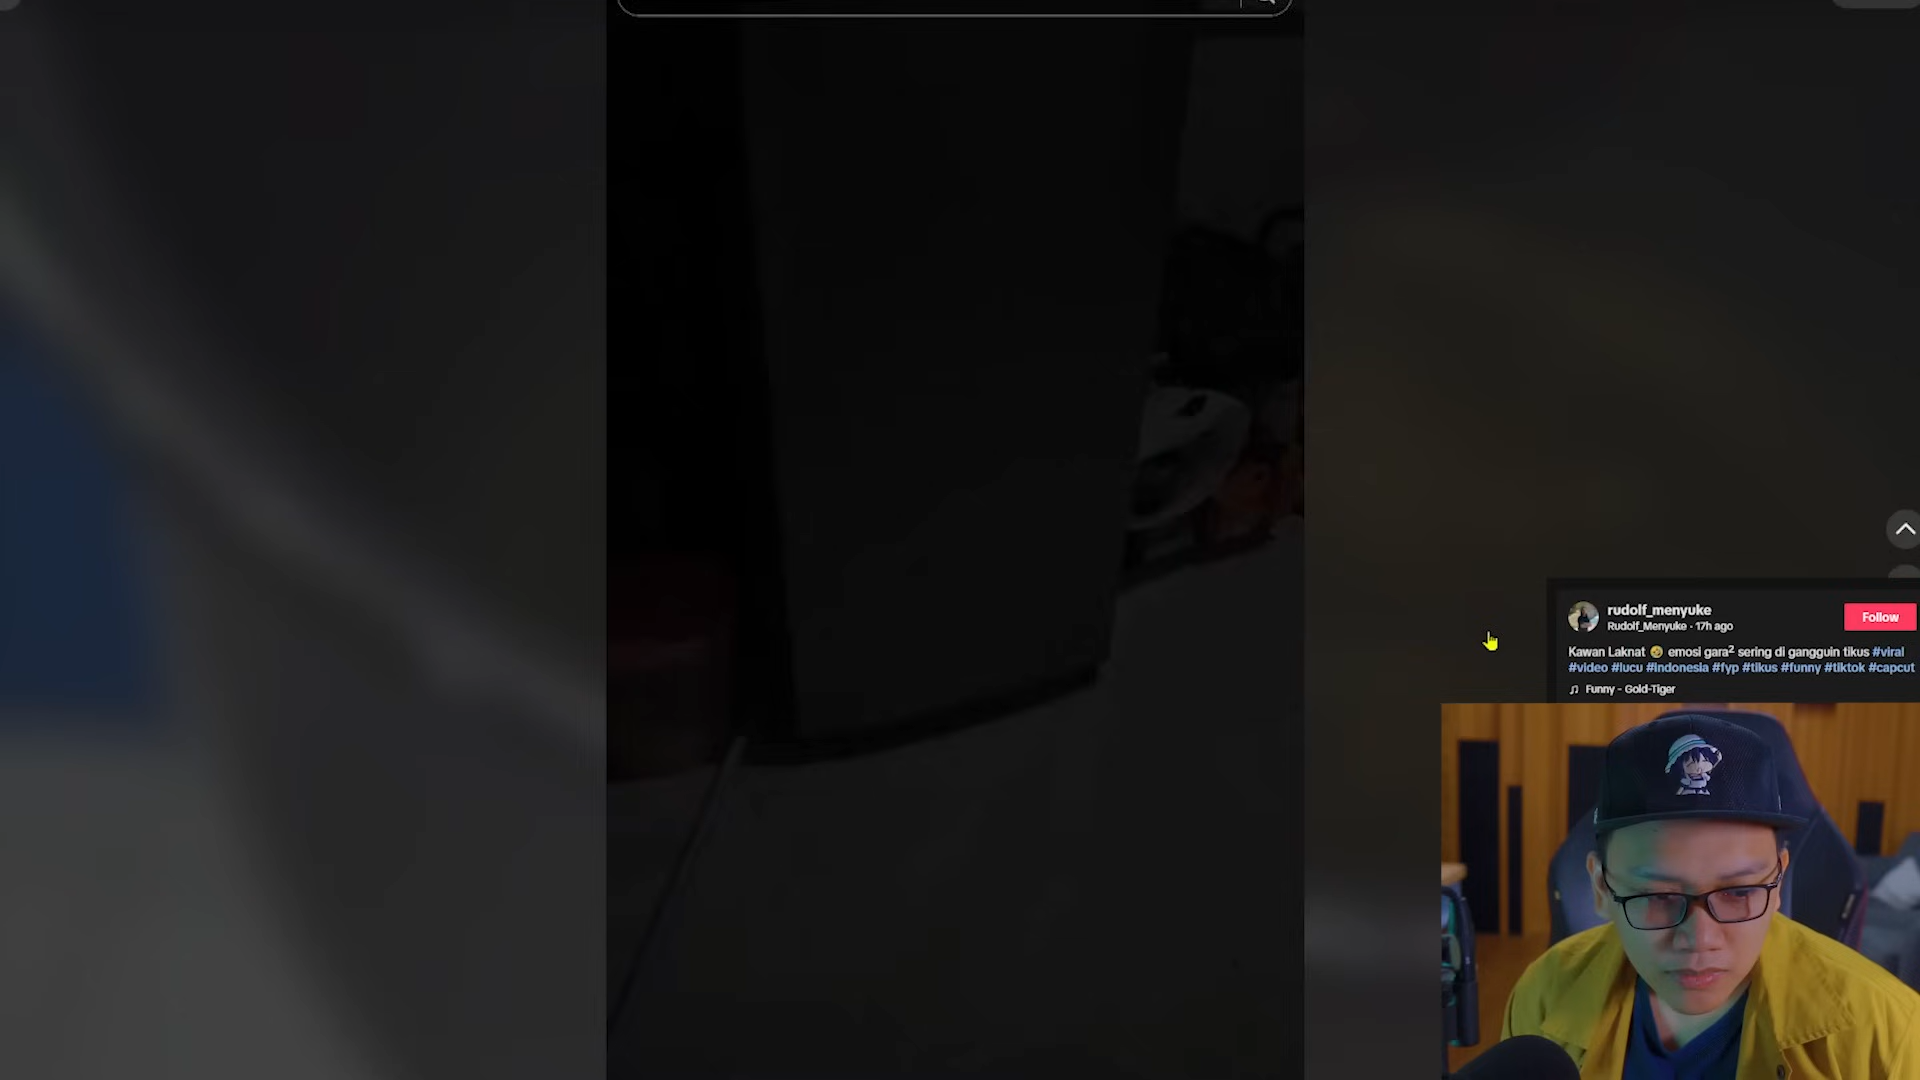 rudolf_menyuke
Rudolf_Menyuke · 17h ago
Follow
Kawan Laknat 🤣 emosi gara² sering di gangguin tikus #viral
#video #lucu #indonesia #fyp #tikus #funny #tiktok #capcut
♫ Funny - Gold-Tiger